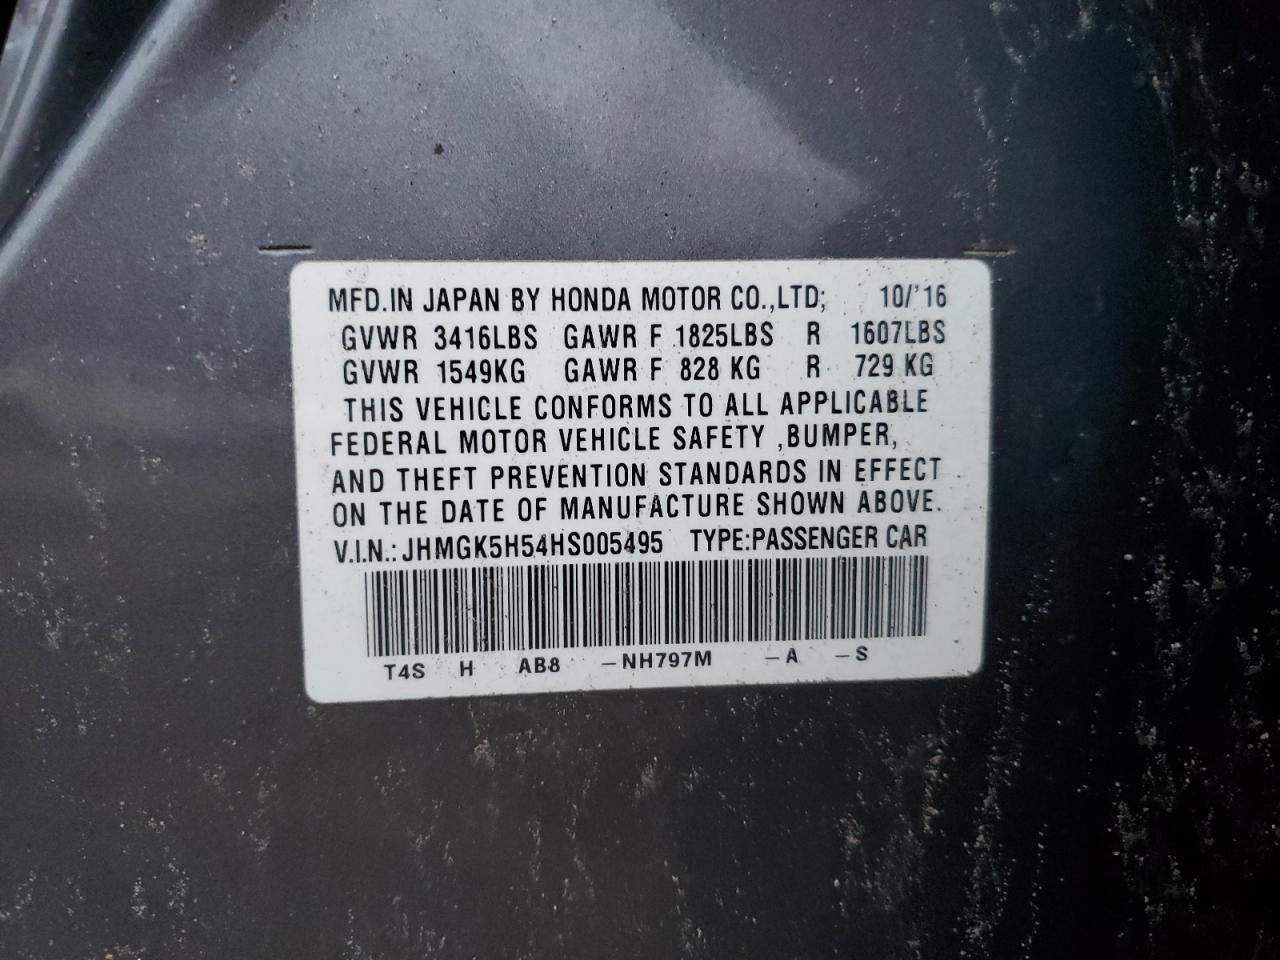 MFD.IN JAPAN BY HONDA MOTOR CO.,LTD; 10/'16
GVWR 3416LBS GAWR F 1825LBS R 1607LBS
GVWR 1549KG GAWR F 828 KG R 729 KG
THIS VEHICLE CONFORMS TO ALL APPLICABLE
FEDERAL MOTOR VEHICLE SAFETY ,BUMPER,
AND THEFT PREVENTION STANDARDS IN EFFECT
ON THE DATE OF MANUFACTURE SHOWN ABOVE.
V.I.N.: JHMGK5H54HS005495 TYPE:PASSENGER CAR
T4S H AB8 –NH797M –A –S